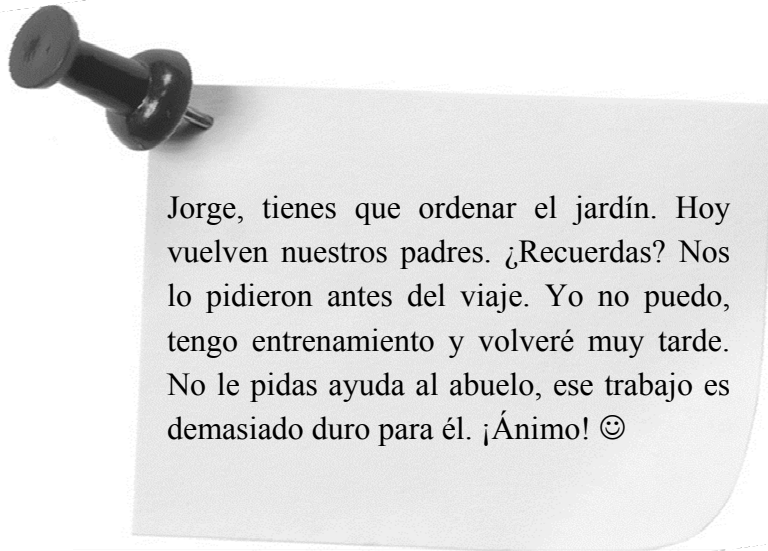 Jorge, tienes que ordenar el jardín. Hoy
vuelven nuestros padres. ¿Recuerdas? Nos
lo pidieron antes del viaje. Yo no puedo,
tengo entrenamiento y volveré muy tarde.
No le pidas ayuda al abuelo, ese trabajo es
demasiado duro para él. ¡Ánimo! ☺